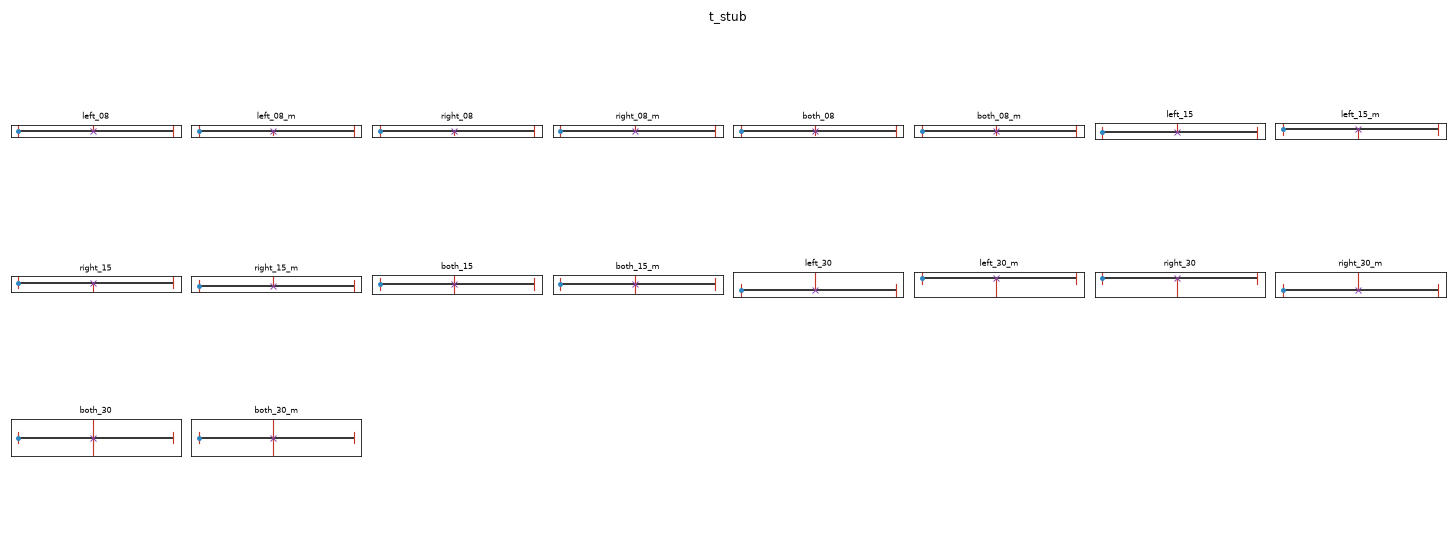 t_stub
left_08
left_08_m
right_08
right_08_m
both_08
both_08_m
left_15
left_15_m
right_15
right_15_m
both_15
both_15_m
left_30
left_30_m
right_30
right_30_m
both_30
both_30_m